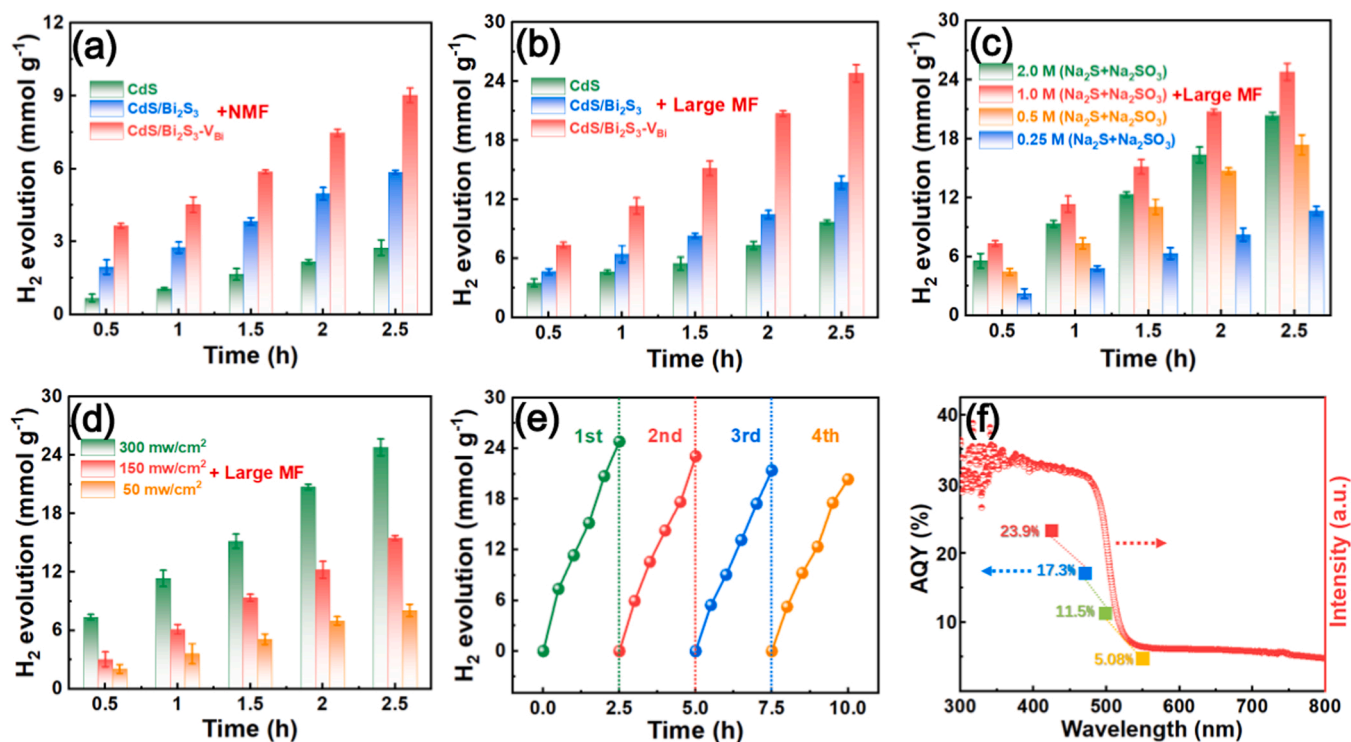 (a)
H₂ evolution (mmol g⁻¹)
12
9
6
3
0
CdS
CdS/Bi₂S₃ +NMF
CdS/Bi₂S₃-V_Bi
0.5 1 1.5 2 2.5
Time (h)
(b)
H₂ evolution (mmol g⁻¹)
30
24
18
12
6
0
CdS
CdS/Bi₂S₃ + Large MF
CdS/Bi₂S₃-V_Bi
0.5 1 1.5 2 2.5
Time (h)
(c)
H₂ evolution (mmol g⁻¹)
30
24
18
12
6
0
2.0 M (Na₂S+Na₂SO₃)
1.0 M (Na₂S+Na₂SO₃) +Large MF
0.5 M (Na₂S+Na₂SO₃)
0.25 M (Na₂S+Na₂SO₃)
0.5 1 1.5 2 2.5
Time (h)
(d)
H₂ evolution (mmol g⁻¹)
30
24
18
12
6
0
300 mw/cm²
150 mw/cm² + Large MF
50 mw/cm²
0.5 1 1.5 2 2.5
Time (h)
(e)
H₂ evolution (mmol g⁻¹)
30
24
18
12
6
0
1st 2nd 3rd 4th
0.0 2.5 5.0 7.5 10.0
Time (h)
(f)
AQY (%)
40
30
20
10
23.9%
17.3%
11.5%
5.08%
Intensity (a.u.)
300 400 500 600 700 800
Wavelength (nm)